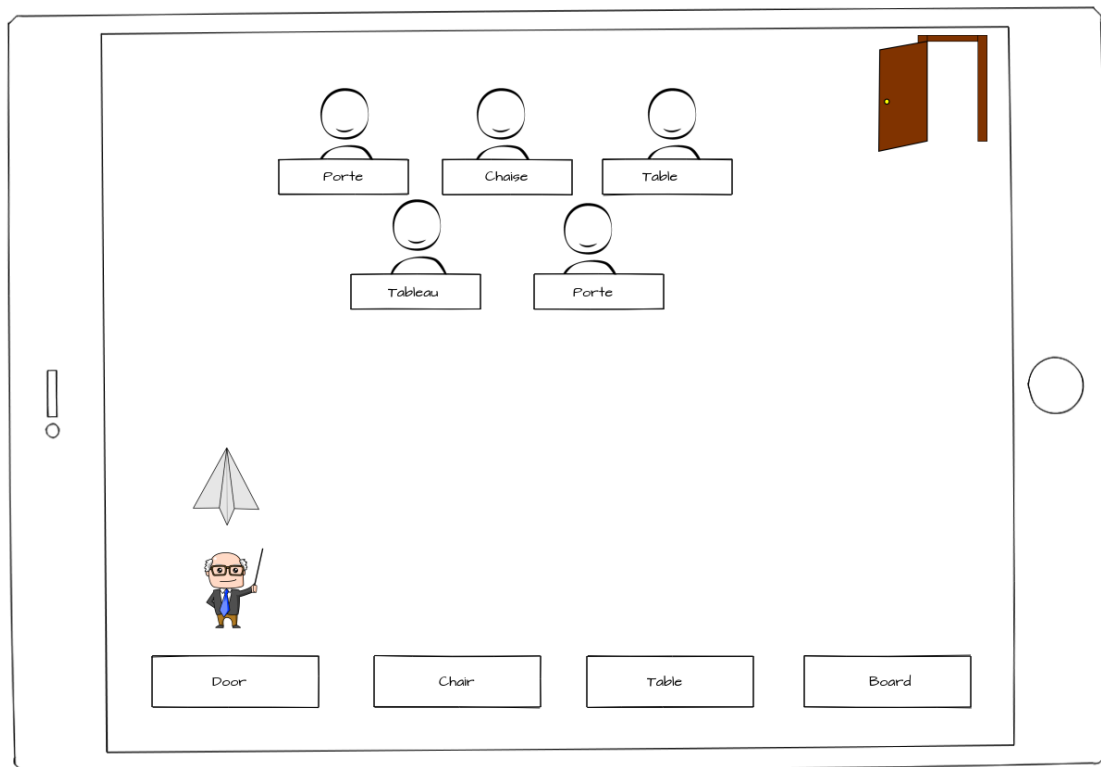 Porte
Chaise
Table
Tableau
Porte
Door
Chair
Table
Board